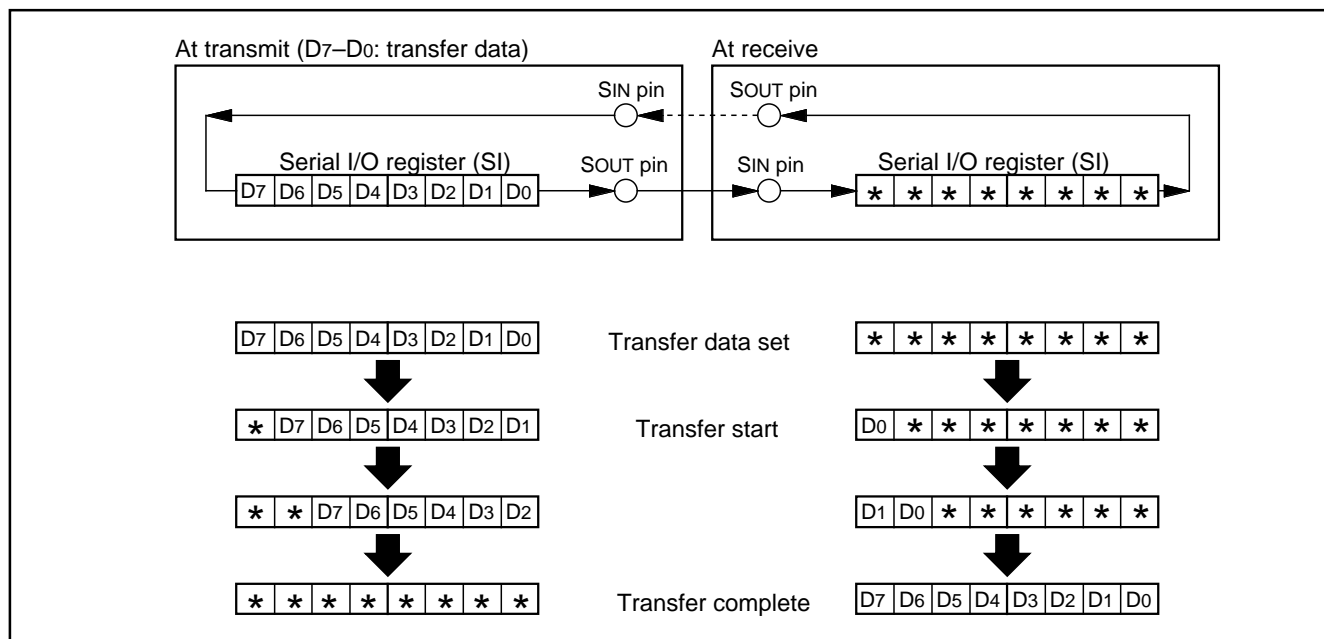 At transmit (D7–D0: transfer data)
At receive
SIN pin
SOUT pin
Serial I/O register (SI)
SOUT pin
SIN pin
Serial I/O register (SI)
D7 D6 D5 D4 D3 D2 D1 D0
* * * * * * * *
D7 D6 D5 D4 D3 D2 D1 D0
Transfer data set
* * * * * * * *
* D7 D6 D5 D4 D3 D2 D1
Transfer start
D0 * * * * * * *
* * D7 D6 D5 D4 D3 D2
D1 D0 * * * * * *
* * * * * * * *
Transfer complete
D7 D6 D5 D4 D3 D2 D1 D0